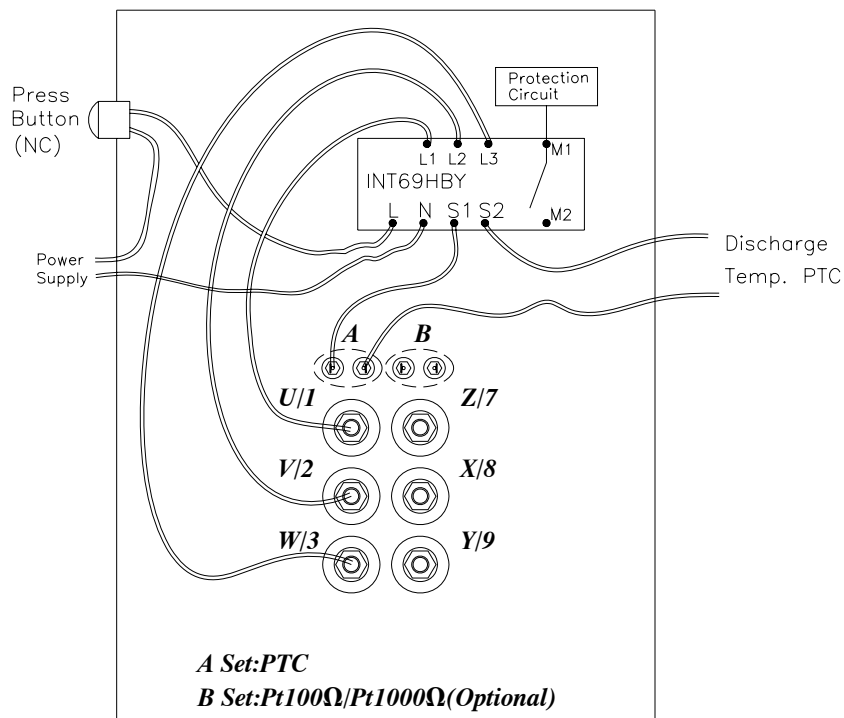 Protection
Circuit
Press
Button
(NC)
L1 L2 L3 M1
INT69HBY
L N S1 S2 M2
Discharge
Temp. PTC
Power
Supply
A B
U/1 Z/7
V/2 X/8
W/3 Y/9
A Set:PTC
B Set:Pt100Ω/Pt1000Ω(Optional)